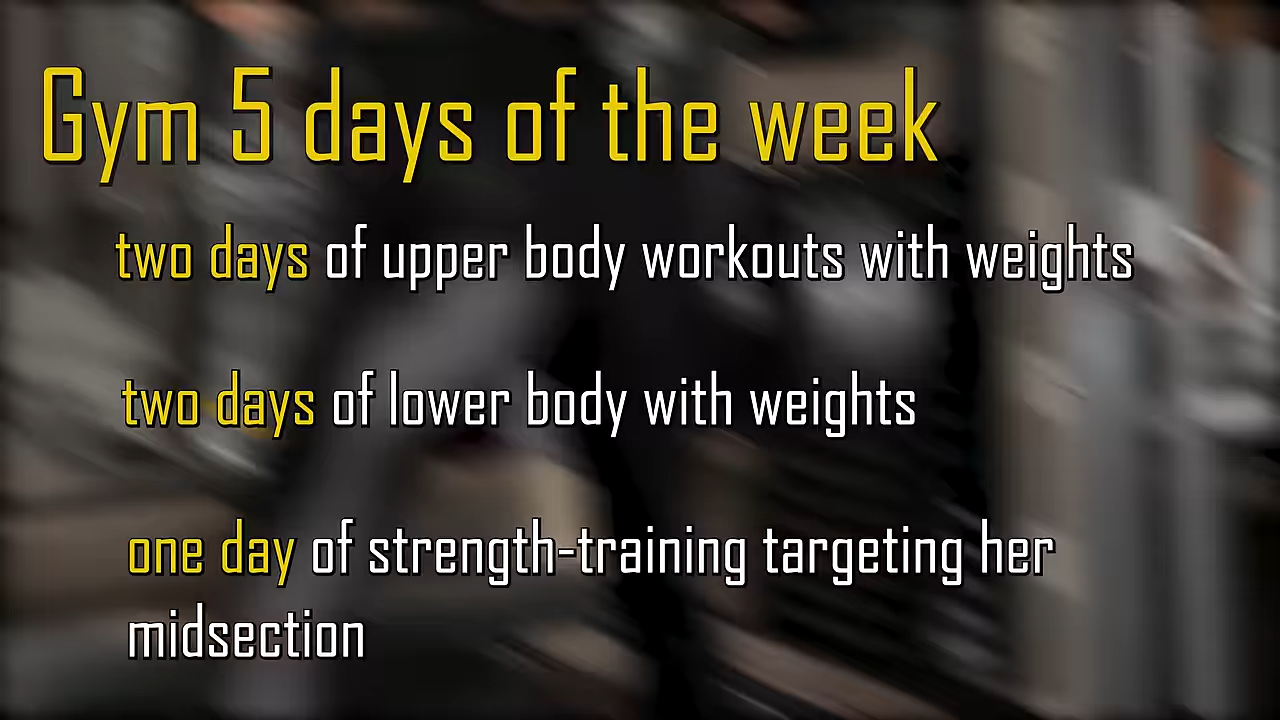 Gym 5 days of the week
two days of upper body workouts with weights
two days of lower body with weights
one day of strength-training targeting her
midsection